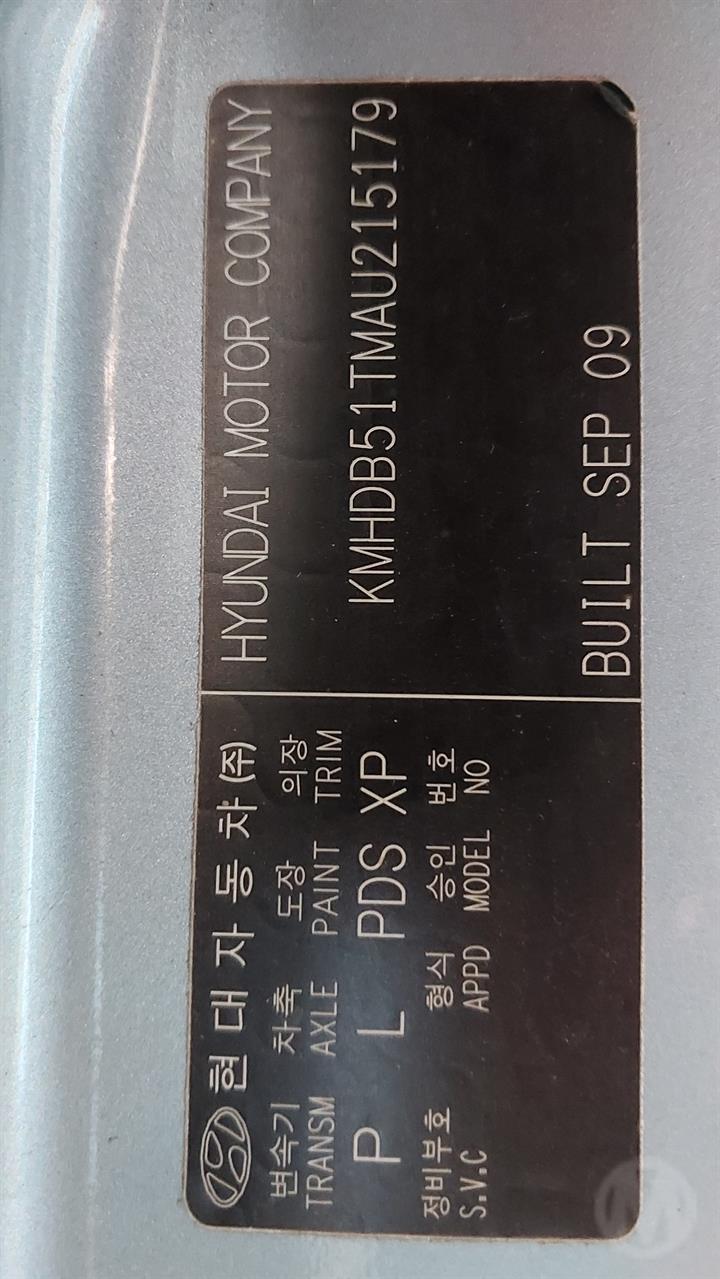 현대자동차(주)
변속기 차축 도장 의장
TRANSM AXLE PAINT TRIM
P L PDS XP
정비부호 형식 승인 번호
S.V.C APPD MODEL NO
HYUNDAI MOTOR COMPANY
KMHDB51TMAU215179
BUILT SEP 09
M